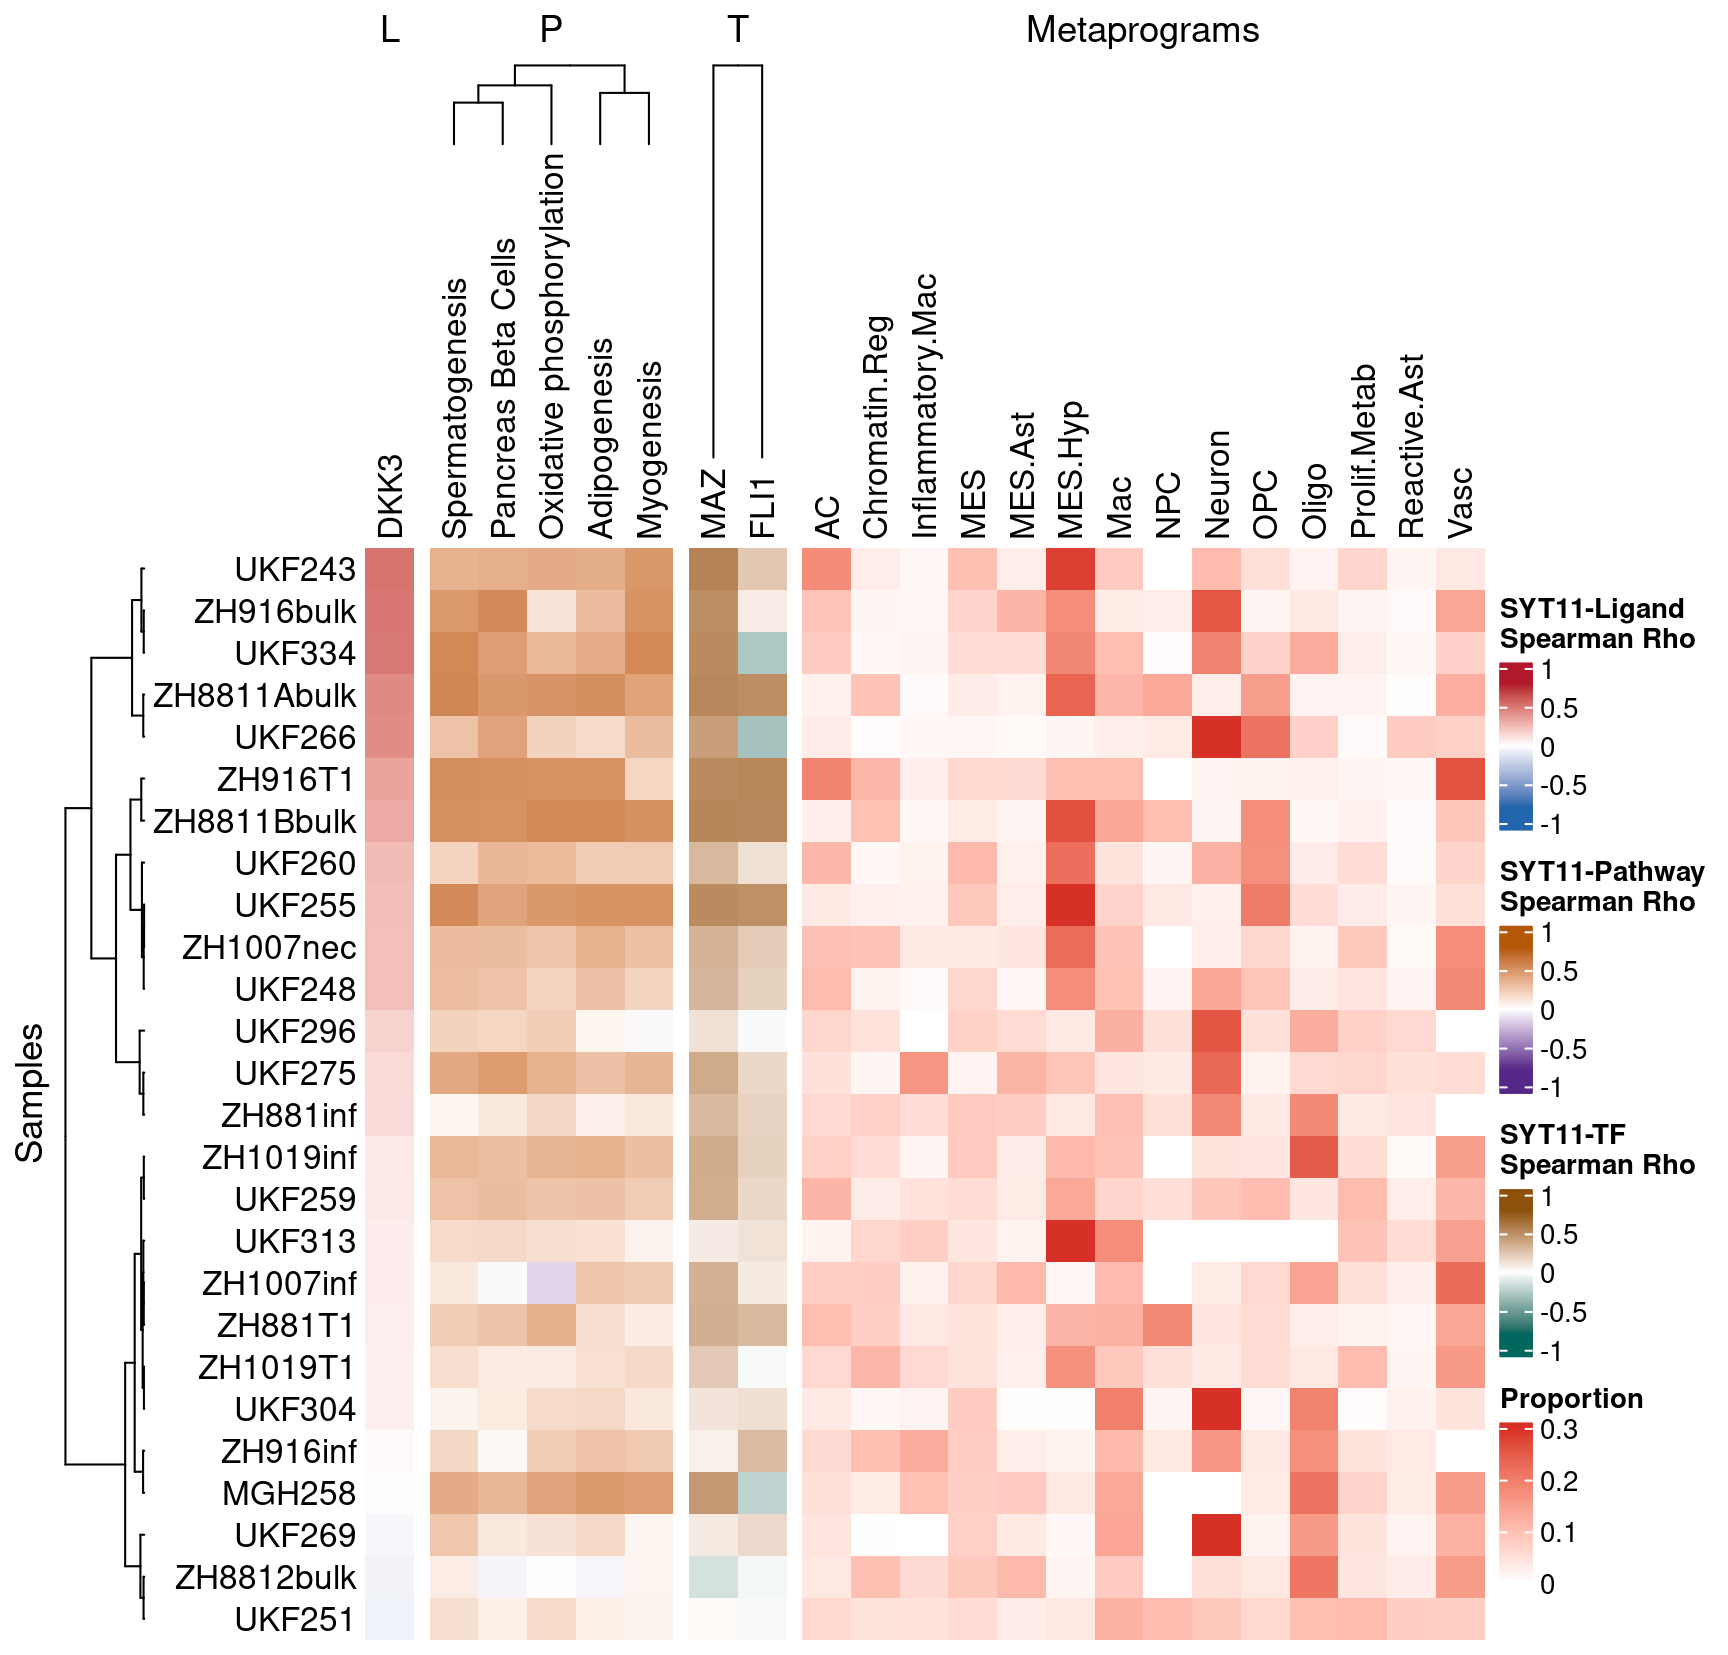 L P T Metaprograms
DKK3
Spermatogenesis
Pancreas Beta Cells
Oxidative phosphorylation
Adipogenesis
Myogenesis
MAZ
FLI1
AC
Chromatin.Reg
Inflammatory.Mac
MES
MES.Ast
MES.Hyp
Mac
NPC
Neuron
OPC
Oligo
Prolif.Metab
Reactive.Ast
Vasc
Samples
UKF243
ZH916bulk
UKF334
ZH8811Abulk
UKF266
ZH916T1
ZH8811Bbulk
UKF260
UKF255
ZH1007nec
UKF248
UKF296
UKF275
ZH881inf
ZH1019inf
UKF259
UKF313
ZH1007inf
ZH881T1
ZH1019T1
UKF304
ZH916inf
MGH258
UKF269
ZH8812bulk
UKF251
SYT11-Ligand
Spearman Rho
1
0.5
0
-0.5
-1
SYT11-Pathway
Spearman Rho
1
0.5
0
-0.5
-1
SYT11-TF
Spearman Rho
1
0.5
0
-0.5
-1
Proportion
0.3
0.2
0.1
0